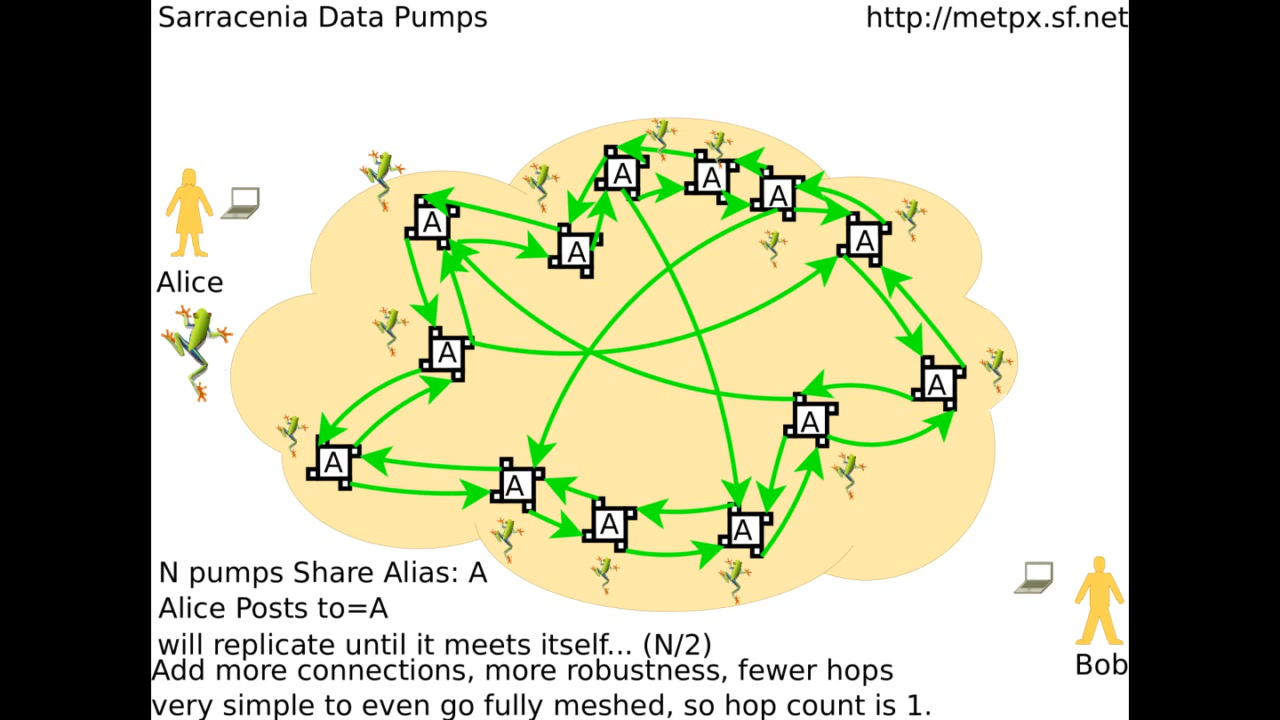 Sarracenia Data Pumps
http://metpx.sf.net
A
A
A
A
A
A
Alice
A
A
A
A
A
A
A
N pumps Share Alias: A
Alice Posts to=A
will replicate until it meets itself... (N/2)
Bob
Add more connections, more robustness, fewer hops
very simple to even go fully meshed, so hop count is 1.